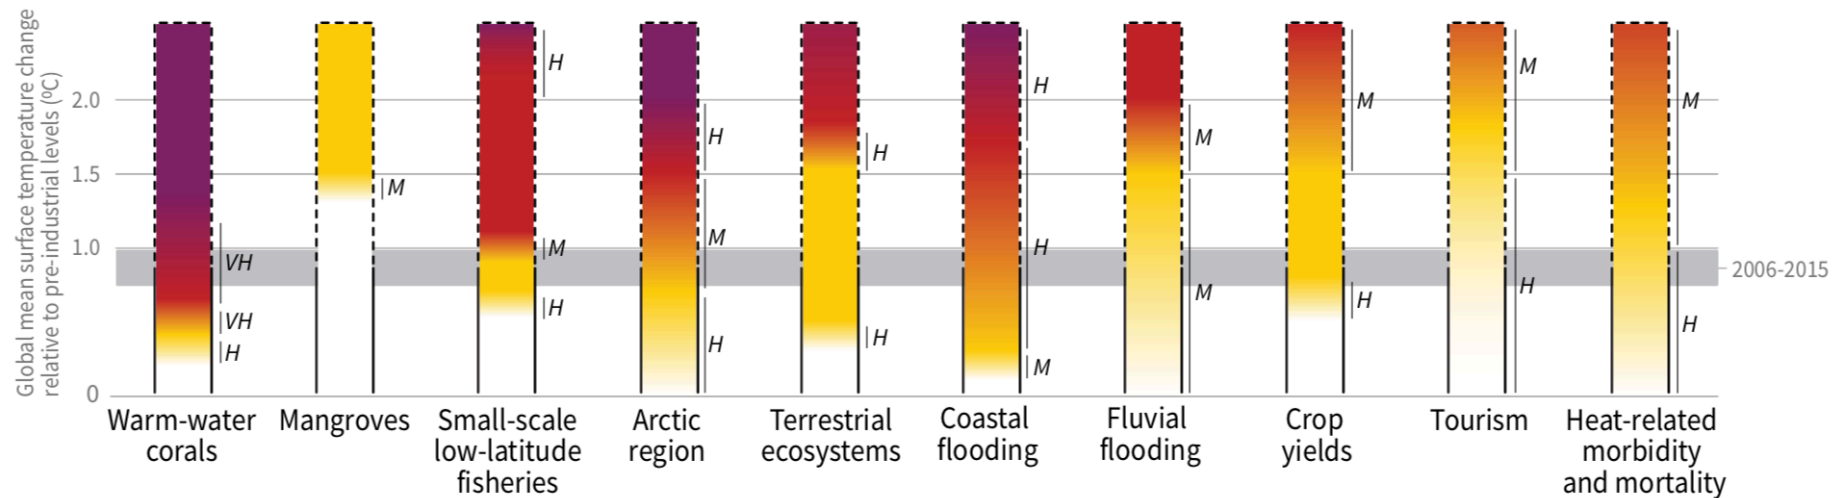 Global mean surface temperature change
relative to pre-industrial levels (ºC)
2.0
1.5
1.0
0
VH
VH
H
M
H
M
H
H
M
H
H
H
H
H
M
M
M
M
H
M
H
M
H
2006-2015
Warm-water
corals
Mangroves
Small-scale
low-latitude
fisheries
Arctic
region
Terrestrial
ecosystems
Coastal
flooding
Fluvial
flooding
Crop
yields
Tourism
Heat-related
morbidity
and mortality